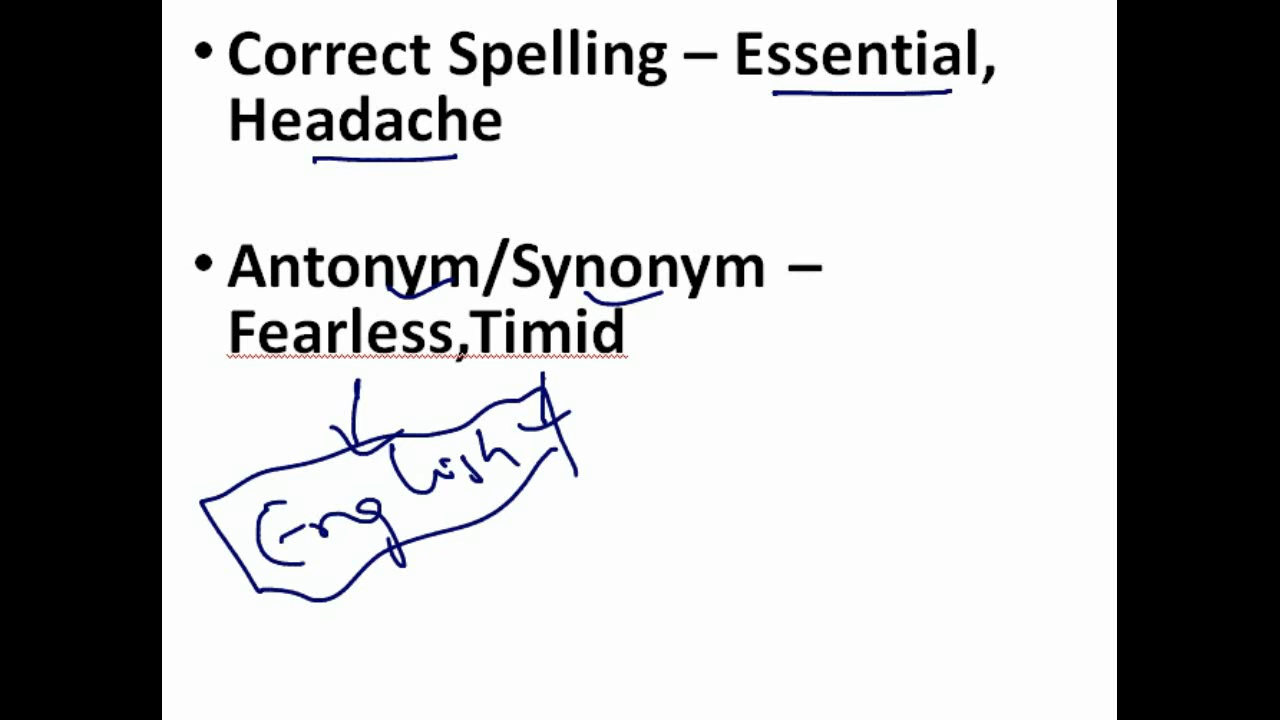 • Correct Spelling – Essential,
Headache
• Antonym/Synonym –
Fearless,Timid
English